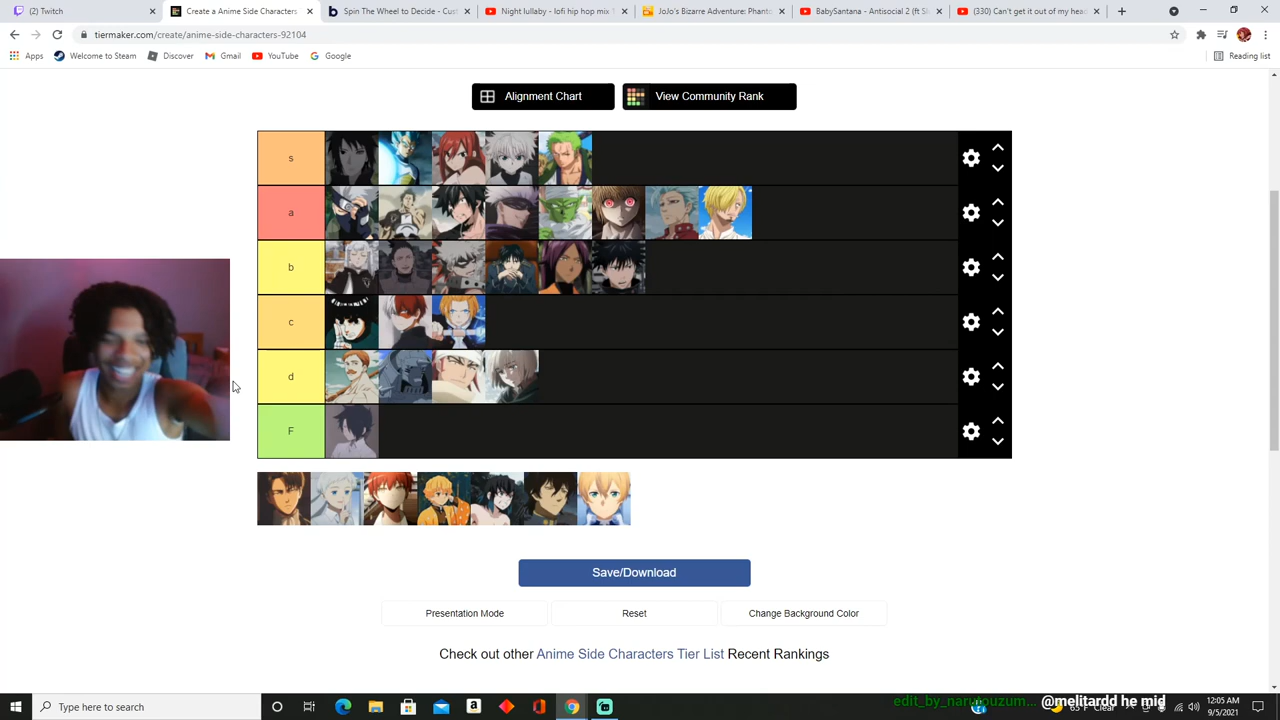 (2) Twitch
Create a Anime Side Characters
Spin The Wheel to Decide - Cus
Night lullaby - lofi hip hop mix
JoJo's Bizarre Adventure: Phanto
BabySantana - Antisocial 2 (ft Sl
(330) Can't get it out of my hea
tiermaker.com/create/anime-side-characters-92104
Apps
Welcome to Steam
Discover
Gmail
YouTube
Google
Reading list
Alignment Chart
View Community Rank
s
a
b
c
d
F
Save/Download
Presentation Mode
Reset
Change Background Color
Check out other Anime Side Characters Tier List Recent Rankings
Type here to search
edit_by_narutouzum... @melitardd he mid
Clear
12:05 AM
9/5/2021